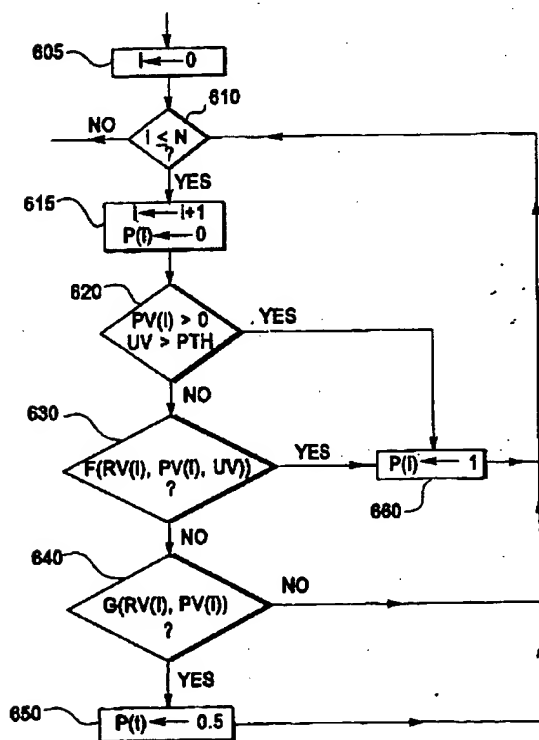 605
I ← 0
610
NO
I ≤ N
?
YES
615
i ← i+1
P(I) ← 0
620
PV(I) > 0
UV > PTH
YES
NO
630
F(RV(I), PV(I), UV))
?
YES
P(I) ← 1
660
NO
640
G(RV(I), PV(I))
?
NO
YES
650
P(I) ← 0.5